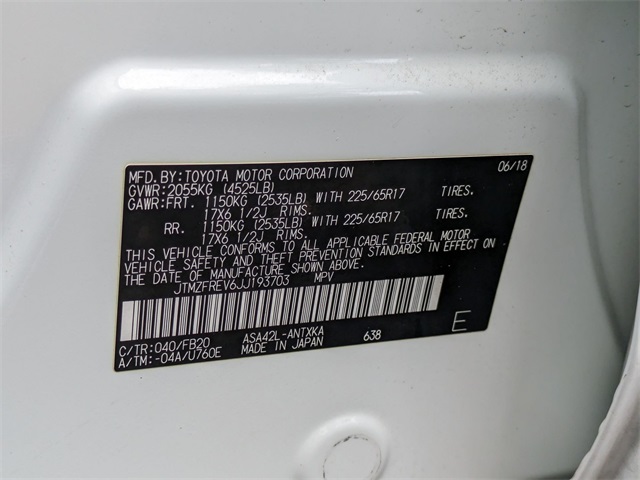 MFD. BY: TOYOTA MOTOR CORPORATION 06/18
GVWR: 2055KG (4525LB)
GAWR: FRT. 1150KG (2535LB) WITH 225/65R17 TIRES.
17X6 1/2J RIMS.
RR. 1150KG (2535LB) WITH 225/65R17 TIRES.
17X6 1/2J RIMS.
THIS VEHICLE CONFORMS TO ALL APPLICABLE FEDERAL MOTOR
VEHICLE SAFETY AND THEFT PREVENTION STANDARDS IN EFFECT ON
THE DATE OF MANUFACTURE SHOWN ABOVE.
JTMZFREV6JJ193703 MPV
C/TR: 040/FB20 ASA42L-ANTXKA E
A/TM: -04A/U760E MADE IN JAPAN 638